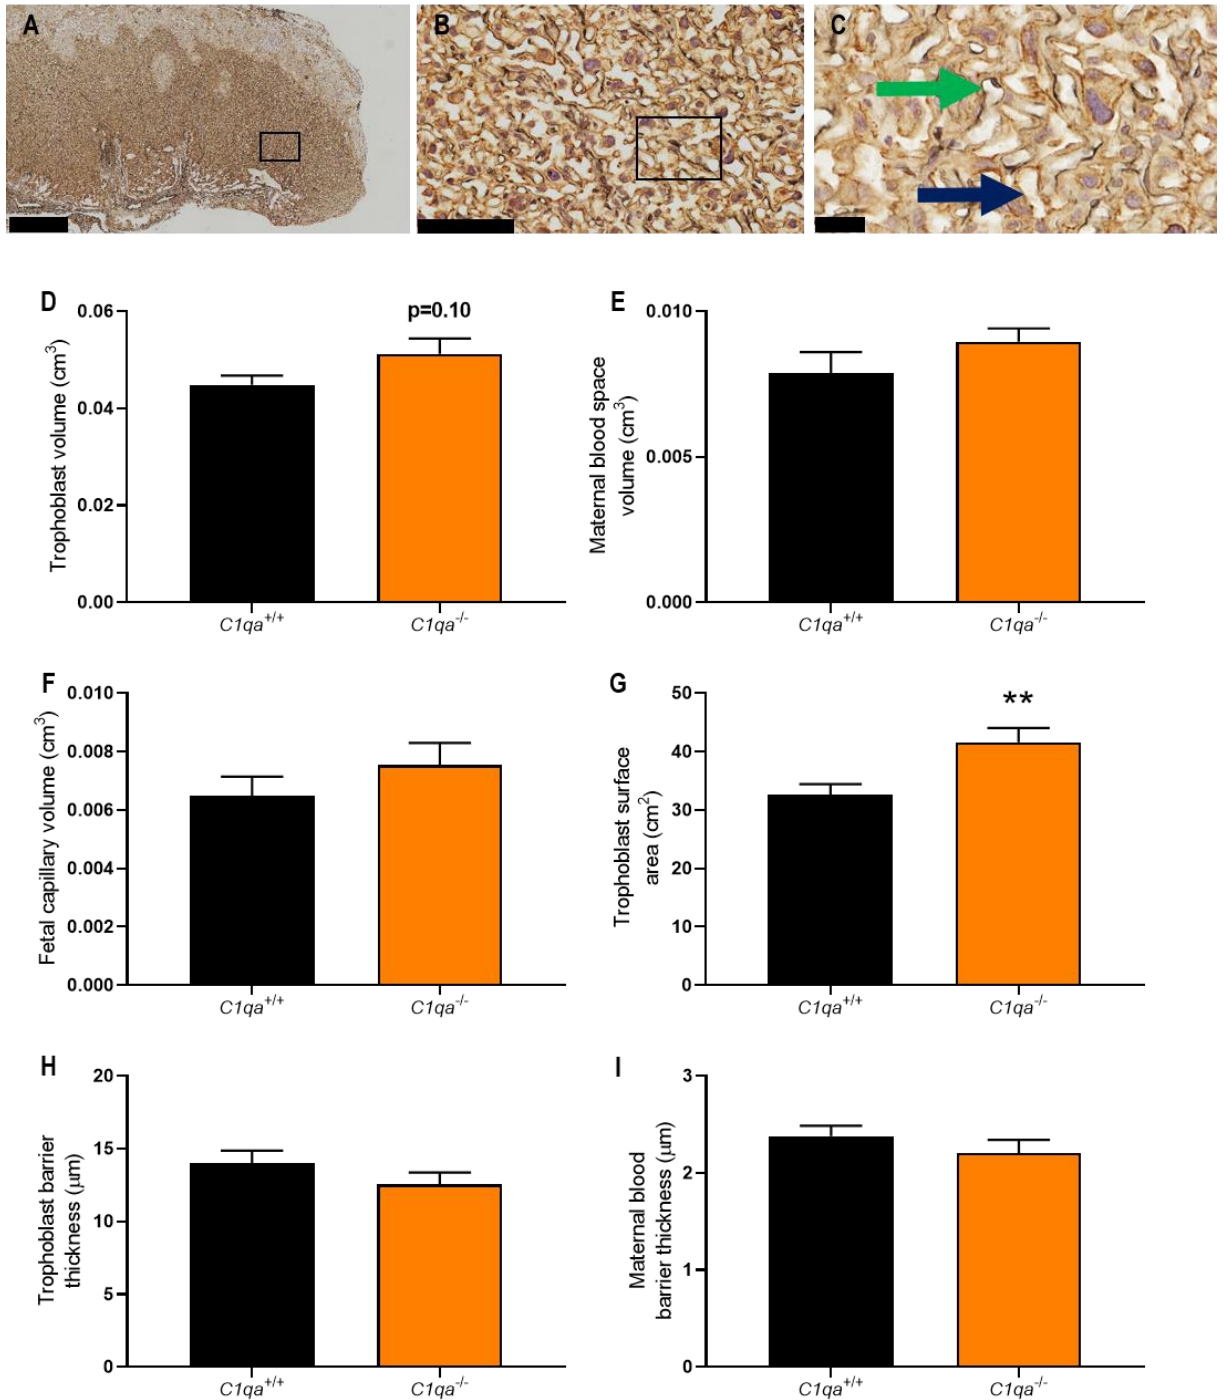 A
B
C
D
Trophoblast volume (cm³)
0.06
0.04
0.02
0.00
p=0.10
C1qa+/+
C1qa-/-
E
Maternal blood space
volume (cm³)
0.010
0.005
0.000
C1qa+/+
C1qa-/-
F
Fetal capillary volume (cm³)
0.010
0.008
0.006
0.004
0.002
0.000
C1qa+/+
C1qa-/-
G
Trophoblast surface
area (cm²)
50
40
30
20
10
0
**
C1qa+/+
C1qa-/-
H
Trophoblast barrier
thickness (μm)
20
15
10
5
0
C1qa+/+
C1qa-/-
I
Maternal blood
barrier thickness (μm)
3
2
1
0
C1qa+/+
C1qa-/-